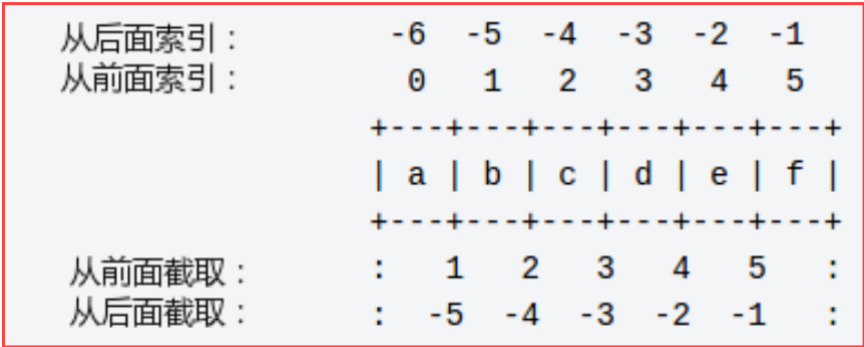 从后面索引： -6 -5 -4 -3 -2 -1
从前面索引： 0 1 2 3 4 5
+---+---+---+---+---+---+
| a | b | c | d | e | f |
+---+---+---+---+---+---+
从前面截取： : 1 2 3 4 5 :
从后面截取： : -5 -4 -3 -2 -1 :